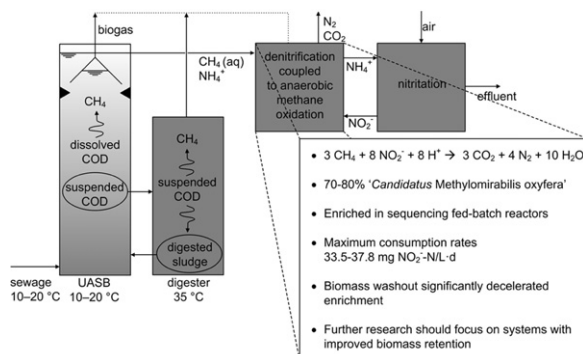 biogas
N₂
CO₂
air
CH₄ (aq)
NH₄⁺
denitrification
coupled
to anaerobic
methane
oxidation
NH₄⁺
NO₂⁻
nitritation
effluent
CH₄
dissolved
COD
suspended
COD
CH₄
suspended
COD
digested
sludge
sewage
10–20 °C
UASB
10–20 °C
digester
35 °C
• 3 CH₄ + 8 NO₂⁻ + 8 H⁺ → 3 CO₂ + 4 N₂ + 10 H₂O
• 70-80% ‘Candidatus Methylomirabilis oxyfera’
• Enriched in sequencing fed-batch reactors
• Maximum consumption rates
33.5-37.8 mg NO₂⁻-N/L·d
• Biomass washout significantly decelerated
enrichment
• Further research should focus on systems with
improved biomass retention